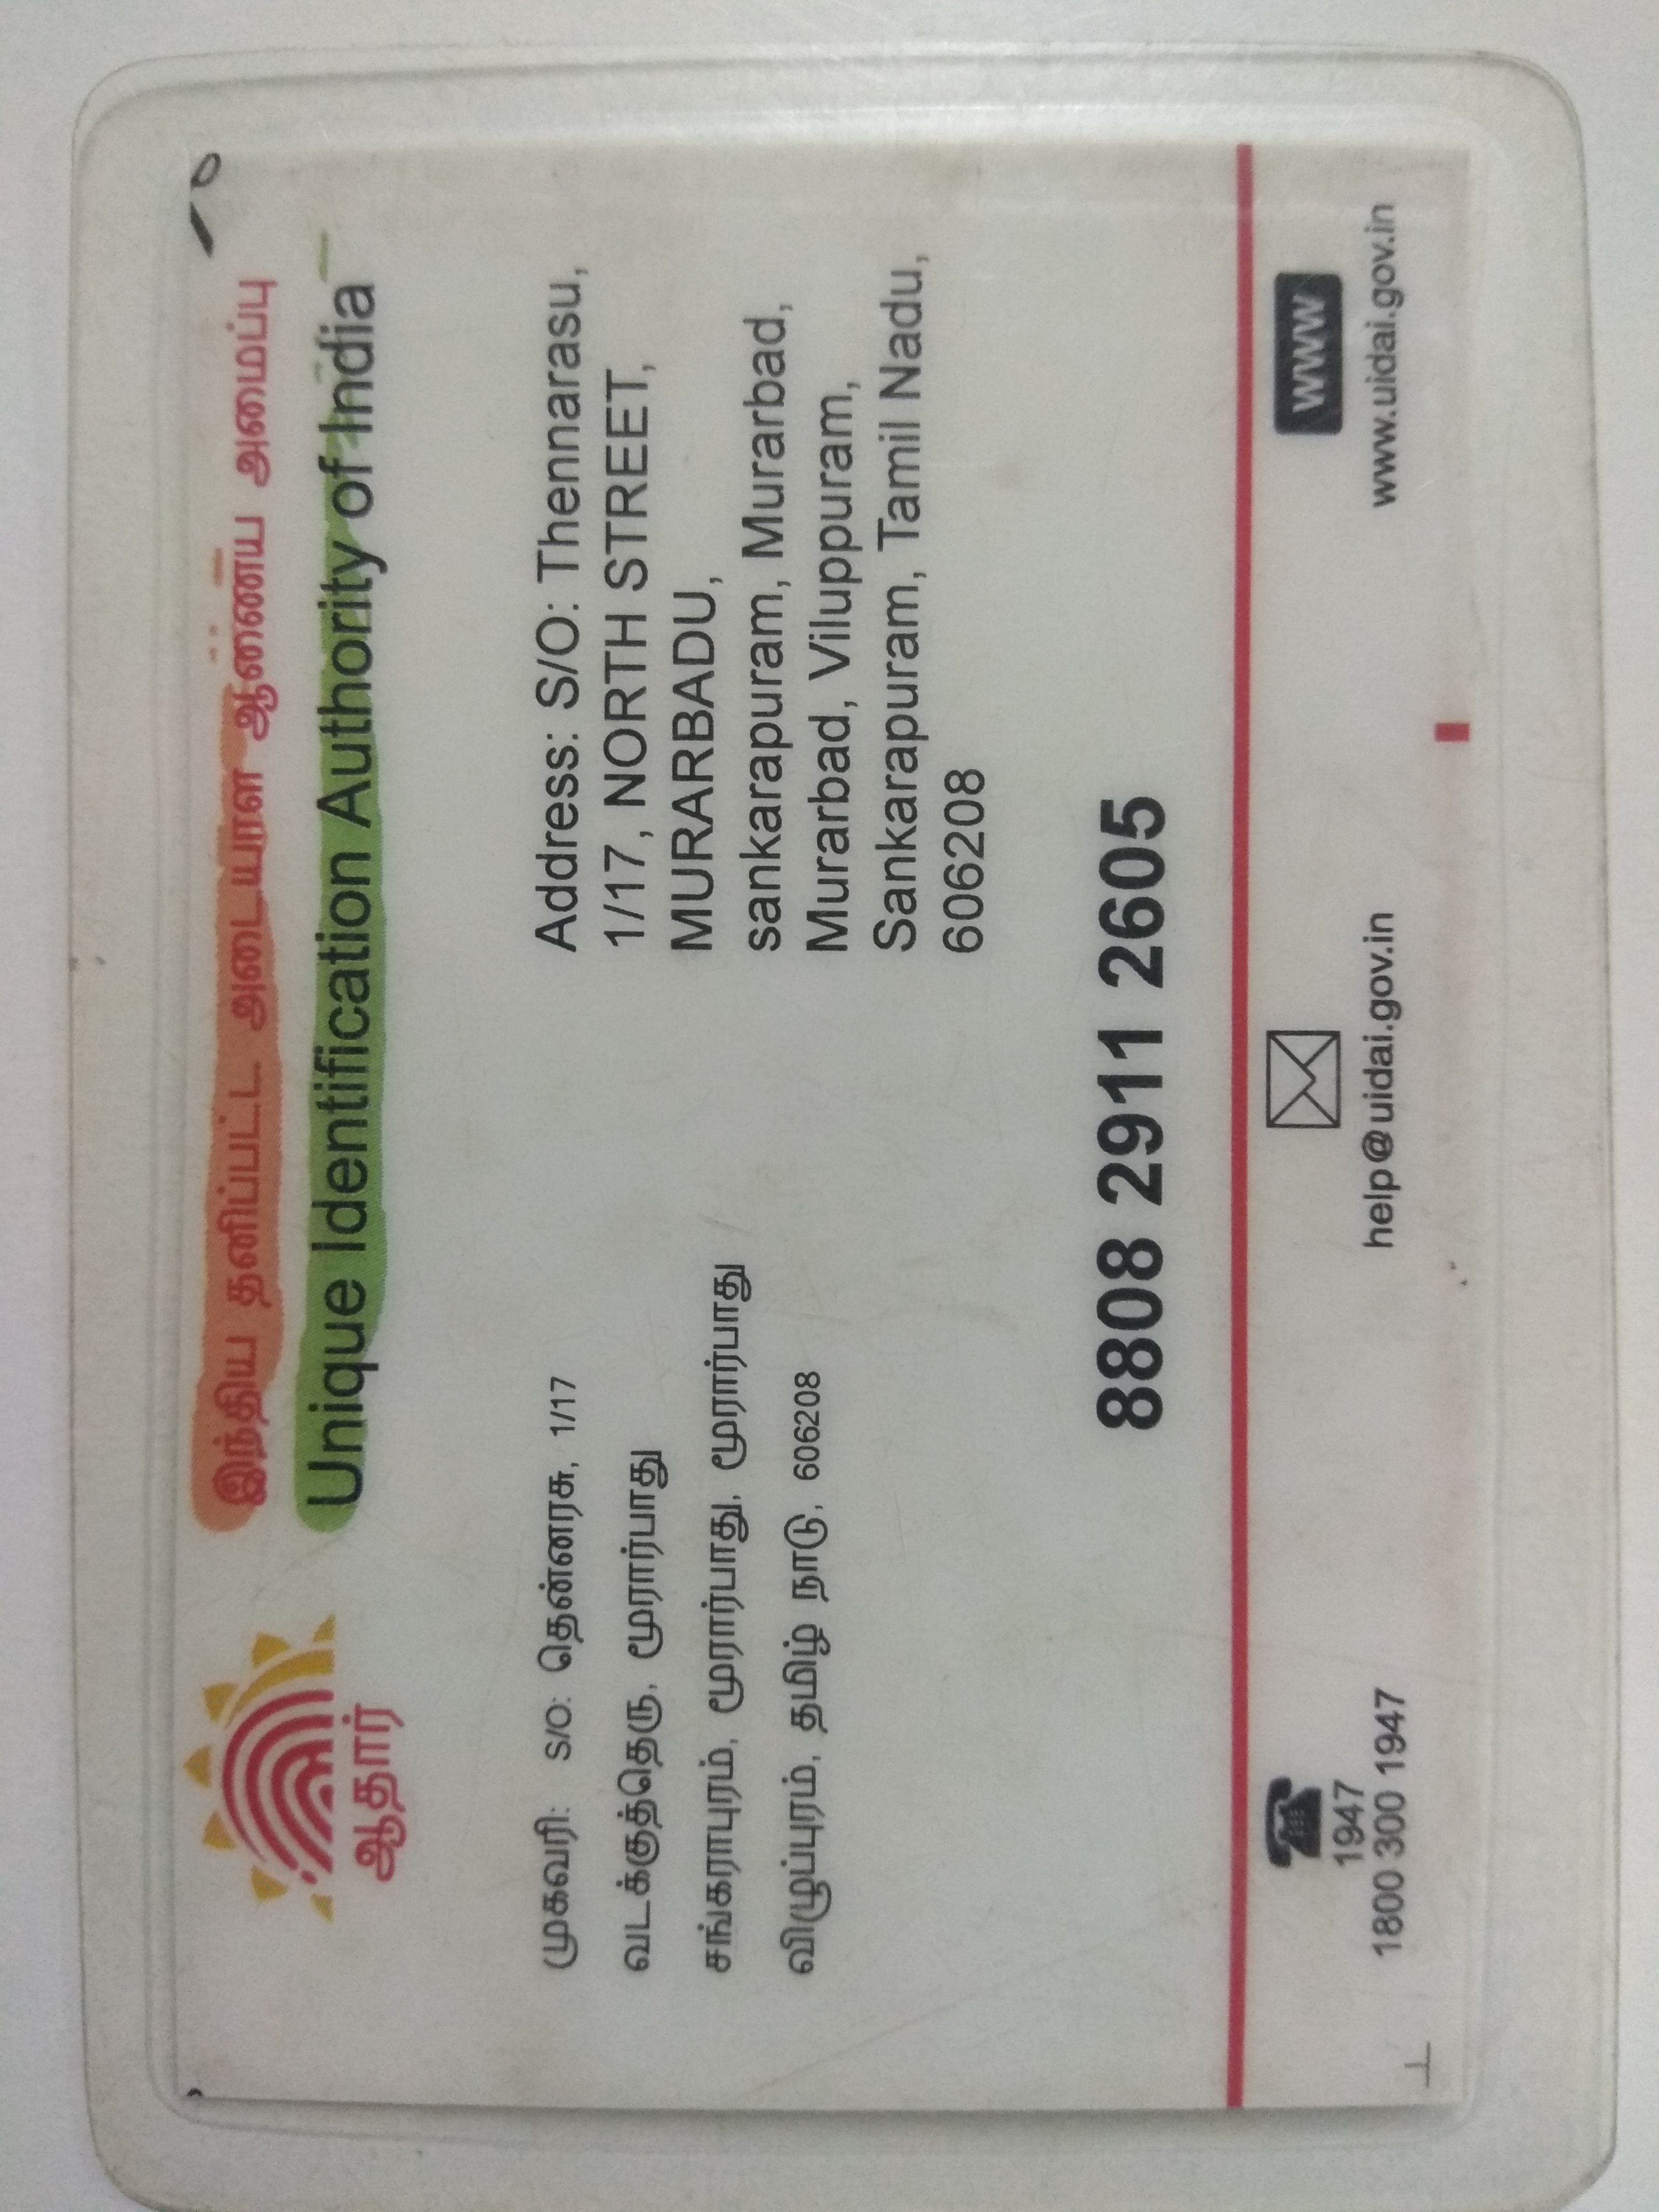 இந்திய தனிப்பட்ட அடையாள ஆணைய அமைப்பு
Unique Identification Authority of India
ஆதார்
முகவரி: S/O: தென்னரசு, 1/17
வடக்குத்தெரு, மூரார்பாது
சங்கராபுரம், மூரார்பாது, மூரார்பாது
விழுப்புரம், தமிழ் நாடு, 606208
Address: S/O: Thennarasu,
1/17, NORTH STREET,
MURARBADU,
sankarapuram, Murarbad,
Murarbad, Viluppuram,
Sankarapuram, Tamil Nadu,
606208
8808 2911 2605
1947
1800 300 1947
help@uidai.gov.in
WWW
www.uidai.gov.in